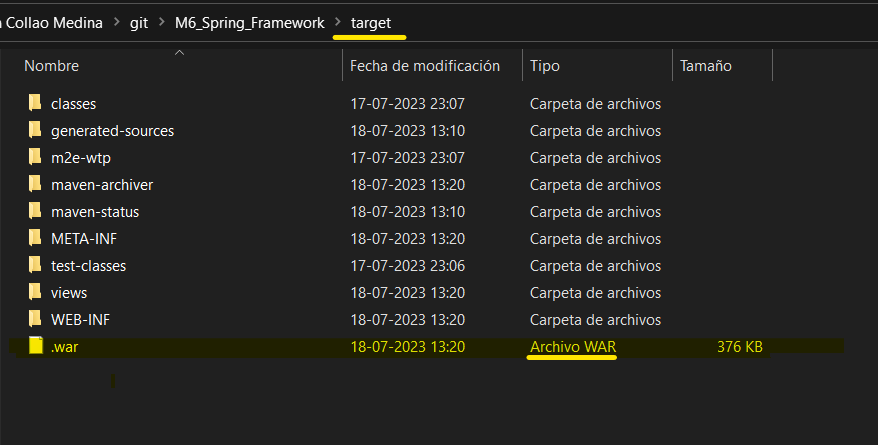 a Collao Medina > git > M6_Spring_Framework > target
Nombre Fecha de modificación Tipo Tamaño
classes 17-07-2023 23:07 Carpeta de archivos
generated-sources 18-07-2023 13:10 Carpeta de archivos
m2e-wtp 17-07-2023 23:07 Carpeta de archivos
maven-archiver 18-07-2023 13:20 Carpeta de archivos
maven-status 18-07-2023 13:10 Carpeta de archivos
META-INF 18-07-2023 13:20 Carpeta de archivos
test-classes 17-07-2023 23:06 Carpeta de archivos
views 18-07-2023 13:20 Carpeta de archivos
WEB-INF 18-07-2023 13:20 Carpeta de archivos
.war 18-07-2023 13:20 Archivo WAR 376 KB